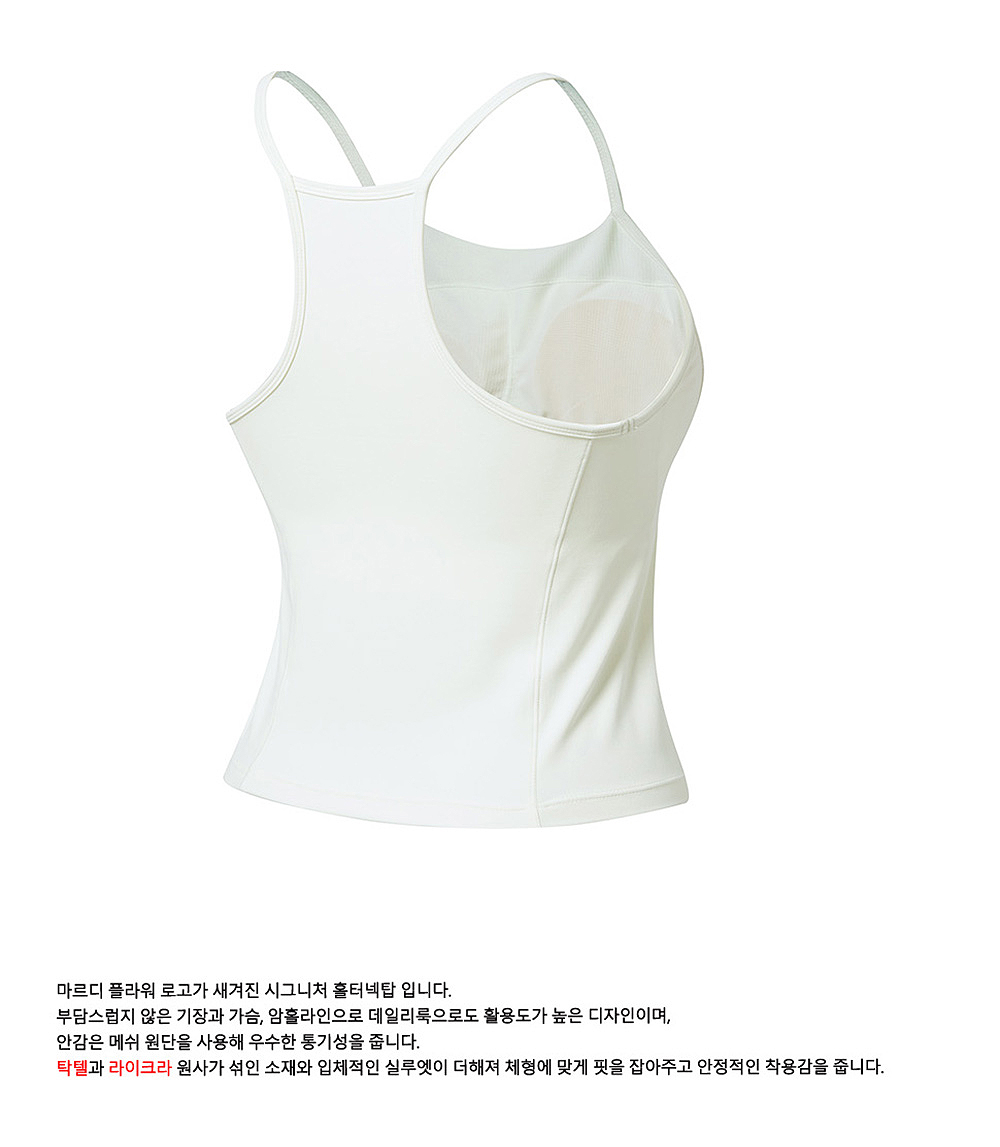 마르디 플라워 로고가 새겨진 시그니처 홀터넥탑 입니다.
부담스럽지 않은 기장과 가슴, 암홀라인으로 데일리룩으로도 활용도가 높은 디자인이며,
안감은 메쉬 원단을 사용해 우수한 통기성을 줍니다.
탁텔과 라이크라 원사가 섞인 소재와 입체적인 실루엣이 더해져 체형에 맞게 핏을 잡아주고 안정적인 착용감을 줍니다.